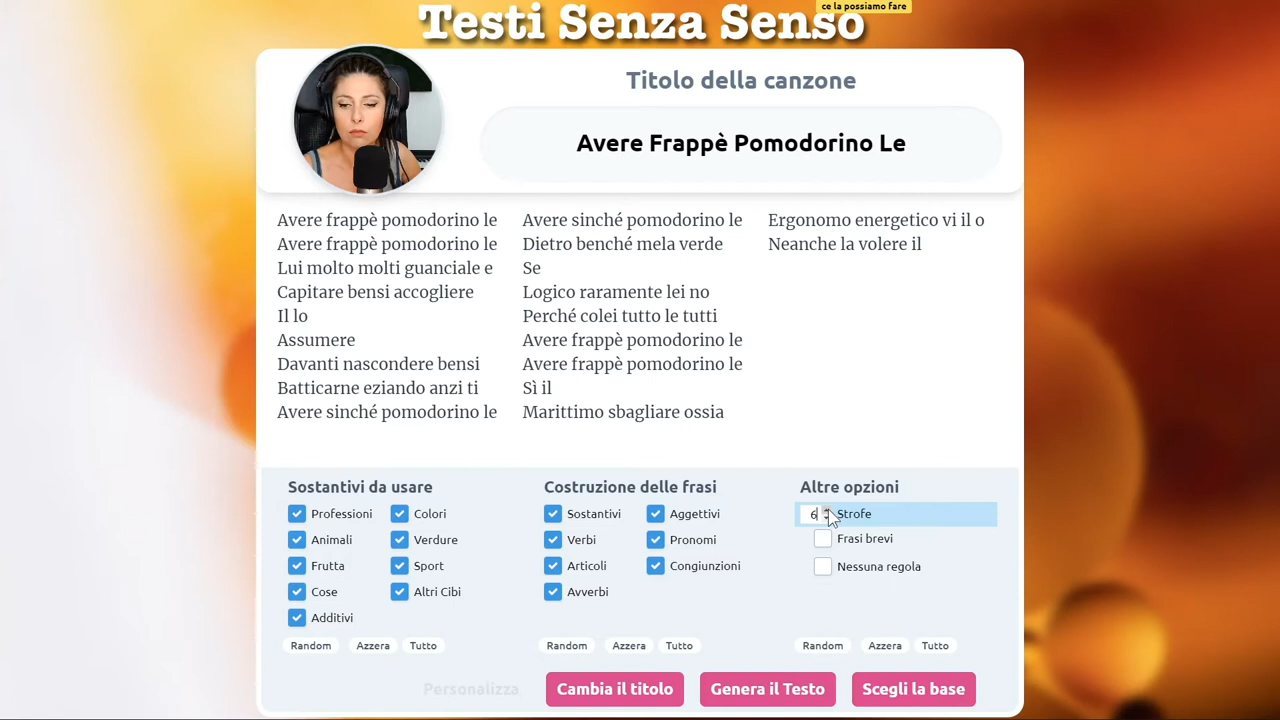 ce la possiamo fare
Testi Senza Senso
Titolo della canzone
Avere Frappè Pomodorino Le
Avere frappè pomodorino le
Avere frappè pomodorino le
Lui molto molti guanciale e
Capitare bensi accogliere
Il lo
Assumere
Davanti nascondere bensi
Batticarne eziando anzi ti
Avere sinché pomodorino le
Avere sinché pomodorino le
Dietro benché mela verde
Se
Logico raramente lei no
Perché colei tutto le tutti
Avere frappè pomodorino le
Avere frappè pomodorino le
Sì il
Marittimo sbagliare ossia
Ergonomo energetico vi il o
Neanche la volere il
Sostantivi da usare
Professioni
Colori
Animali
Verdure
Frutta
Sport
Cose
Altri Cibi
Additivi
Random Azzera Tutto
Costruzione delle frasi
Sostantivi
Aggettivi
Verbi
Pronomi
Articoli
Congiunzioni
Avverbi
Random Azzera Tutto
Altre opzioni
6 Strofe
Frasi brevi
Nessuna regola
Random Azzera Tutto
Personalizza
Cambia il titolo
Genera il Testo
Scegli la base